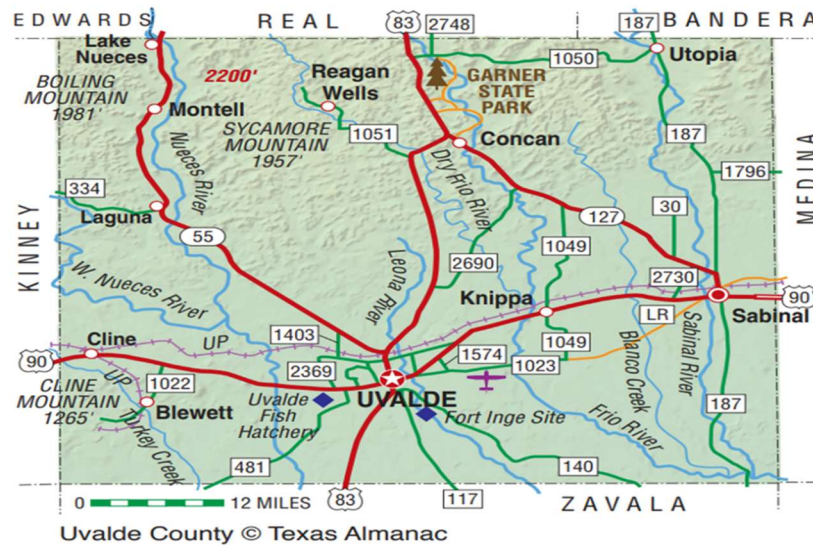 EDWARDS
REAL
83
2748
187
BANDERA
Lake
Nueces
1050
Utopia
2200'
Reagan
Wells
GARNER
STATE
PARK
BOILING
MOUNTAIN
1981'
Montell
Nueces River
SYCAMORE
MOUNTAIN
1957'
1051
Concan
187
MEDINA
Dry Frio River
1796
334
Laguna
KINNEY
55
127
30
Leona River
1049
2690
2730
W. Nueces River
Knippa
90
LR
Sabinal
1403
UP
Cline
1049
Blanco Creek
Sabinal River
90
2369
1574
1023
CLINE
MOUNTAIN
1265'
UP
1022
Blewett
UVALDE
Uvalde
Fish
Hatchery
Fort Inge Site
187
Turkey Creek
Frio River
481
140
0
12 MILES
83
117
ZAVALA
Uvalde County © Texas Almanac